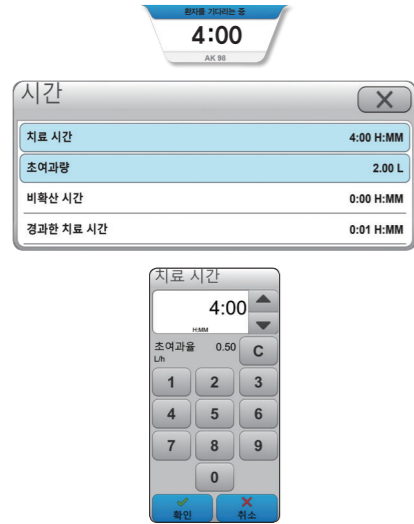 환자를 기다리는 중
4:00
AK 98
시간
치료 시간 4:00 H:MM
초여과량 2.00 L
비확산 시간 0:00 H:MM
경과한 치료 시간 0:01 H:MM
치료 시간
4:00
H:MM
초여과율 0.50 C
L/h
1 2 3
4 5 6
7 8 9
0
확인 취소